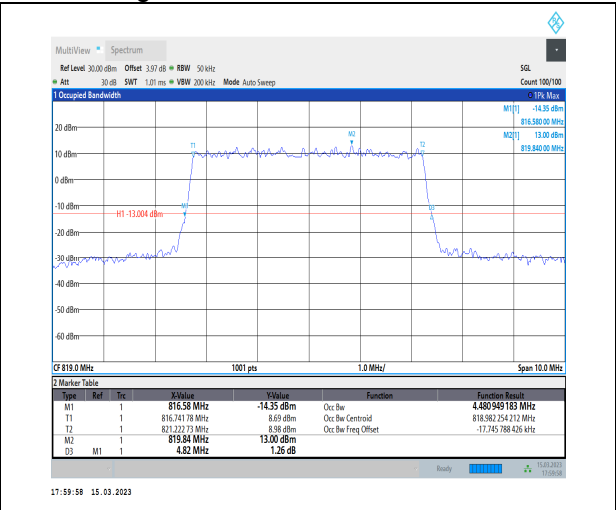 MultiView Spectrum
Ref Level 30.00 dBm Offset 3.97 dB RBW 50 kHz SGL
Att 30 dB SWT 1.01 ms VBW 200 kHz Mode Auto Sweep Count 100/100
1 Occupied Bandwidth 1Pk Max
M1[1] -14.35 dBm
816.580 00 MHz
M2[1] 13.00 dBm
819.840 00 MHz
20 dBm
M2
T1 T2
10 dBm
0 dBm
-10 dBm
M1 M3
H1 -13.004 dBm
-20 dBm
-30 dBm
-40 dBm
-50 dBm
-60 dBm
CF 819.0 MHz 1001 pts 1.0 MHz/ Span 10.0 MHz
2 Marker Table
Type Ref Trc X-Value Y-Value Function Function Result
M1 1 816.58 MHz -14.35 dBm Occ Bw 4.480 949 183 MHz
T1 1 816.741 78 MHz 8.69 dBm Occ Bw Centroid 818.982 254 212 MHz
T2 1 821.222 73 MHz 8.98 dBm Occ Bw Freq Offset -17.745 788 426 kHz
M2 1 819.84 MHz 13.00 dBm
D3 M1 1 4.82 MHz 1.26 dB
Ready 15.03.2023
17:59:58
17:59:58 15.03.2023